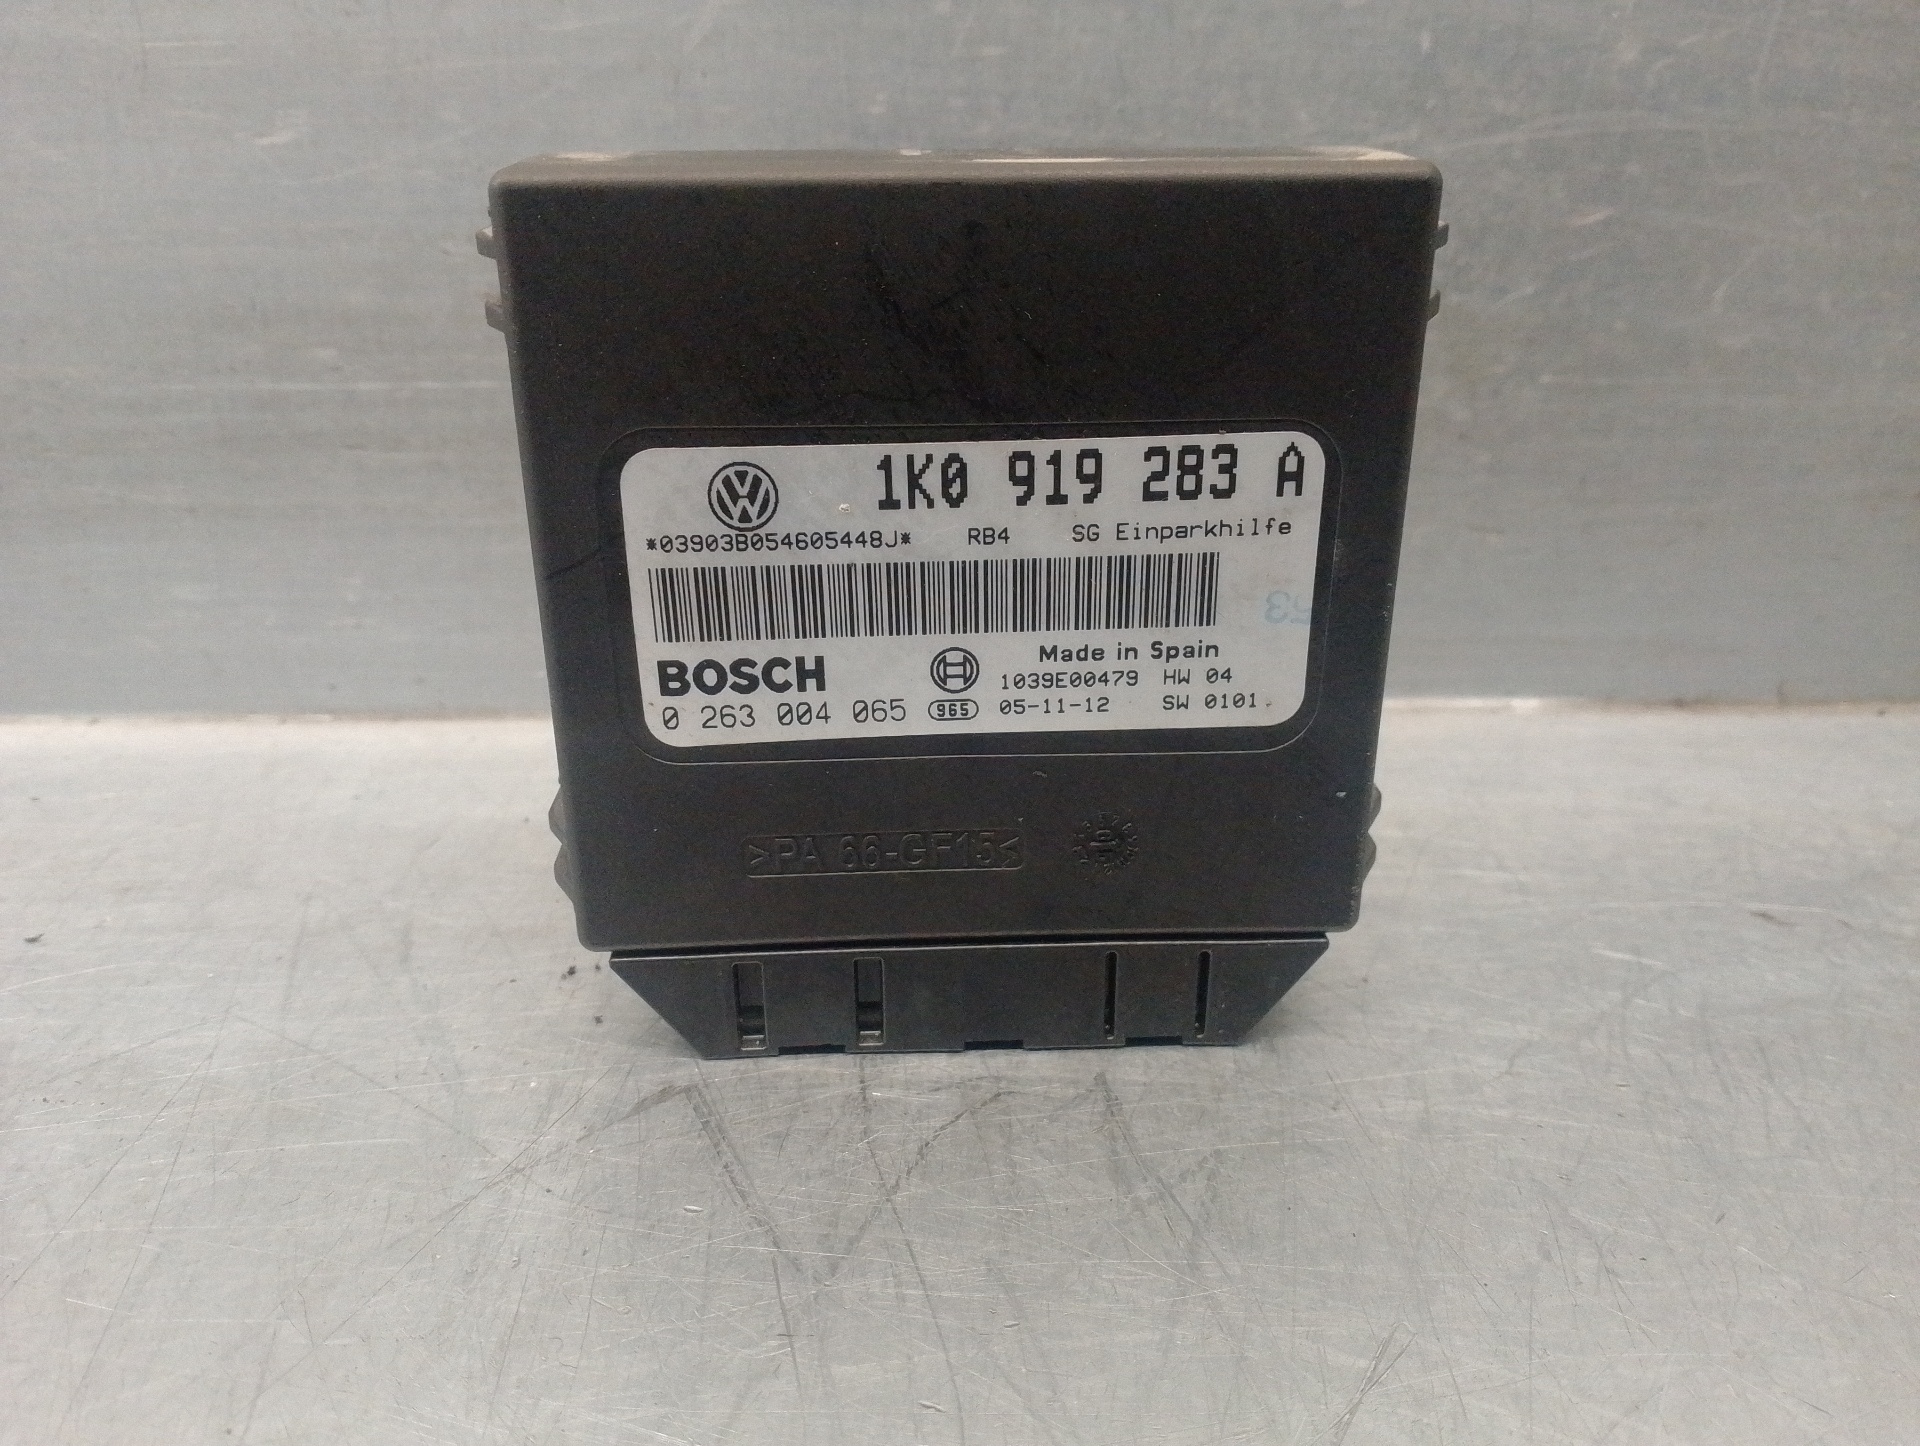 1K0 919 283 A
*03903B054605448J* RB4 SG Einparkhilfe
Made in Spain
BOSCH
1039E00479 HW 04
0 263 004 065 965 05-11-12 SW 0101
>PA 66-GF15<